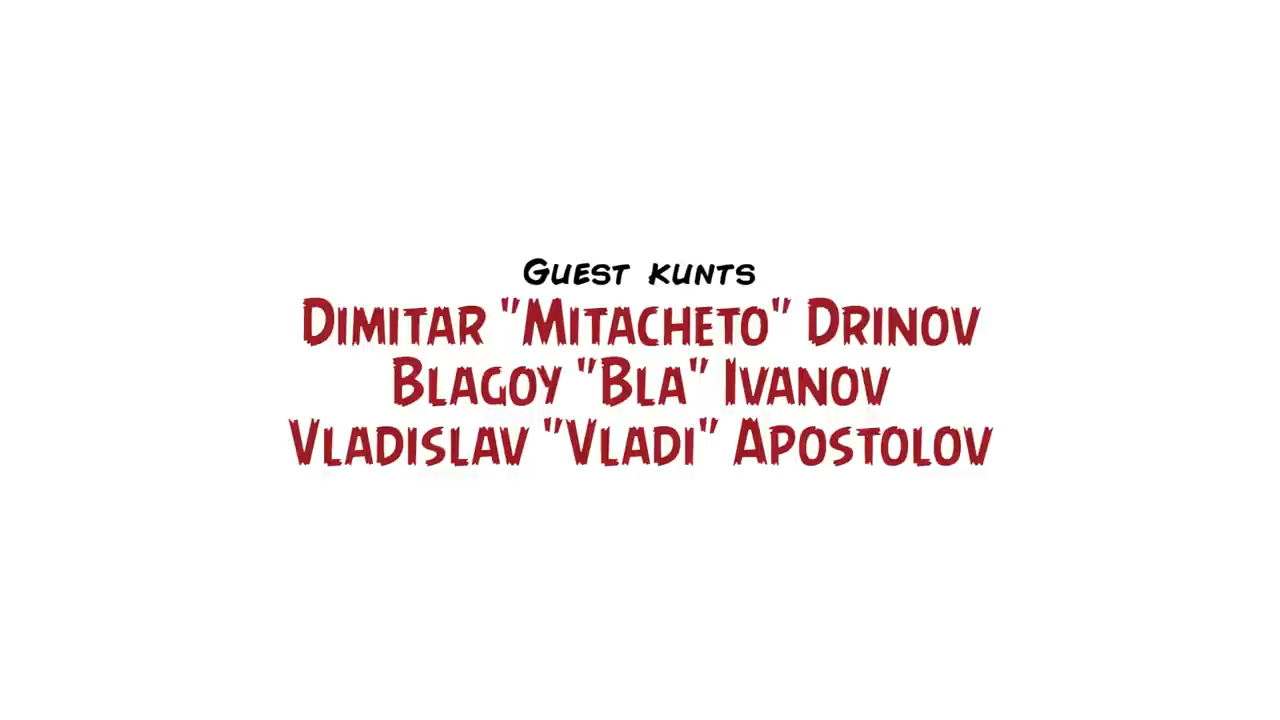 Guest kunts
Dimitar "Mitacheto" Drinov
Blagoy "Bla" Ivanov
Vladislav "Vladi" Apostolov